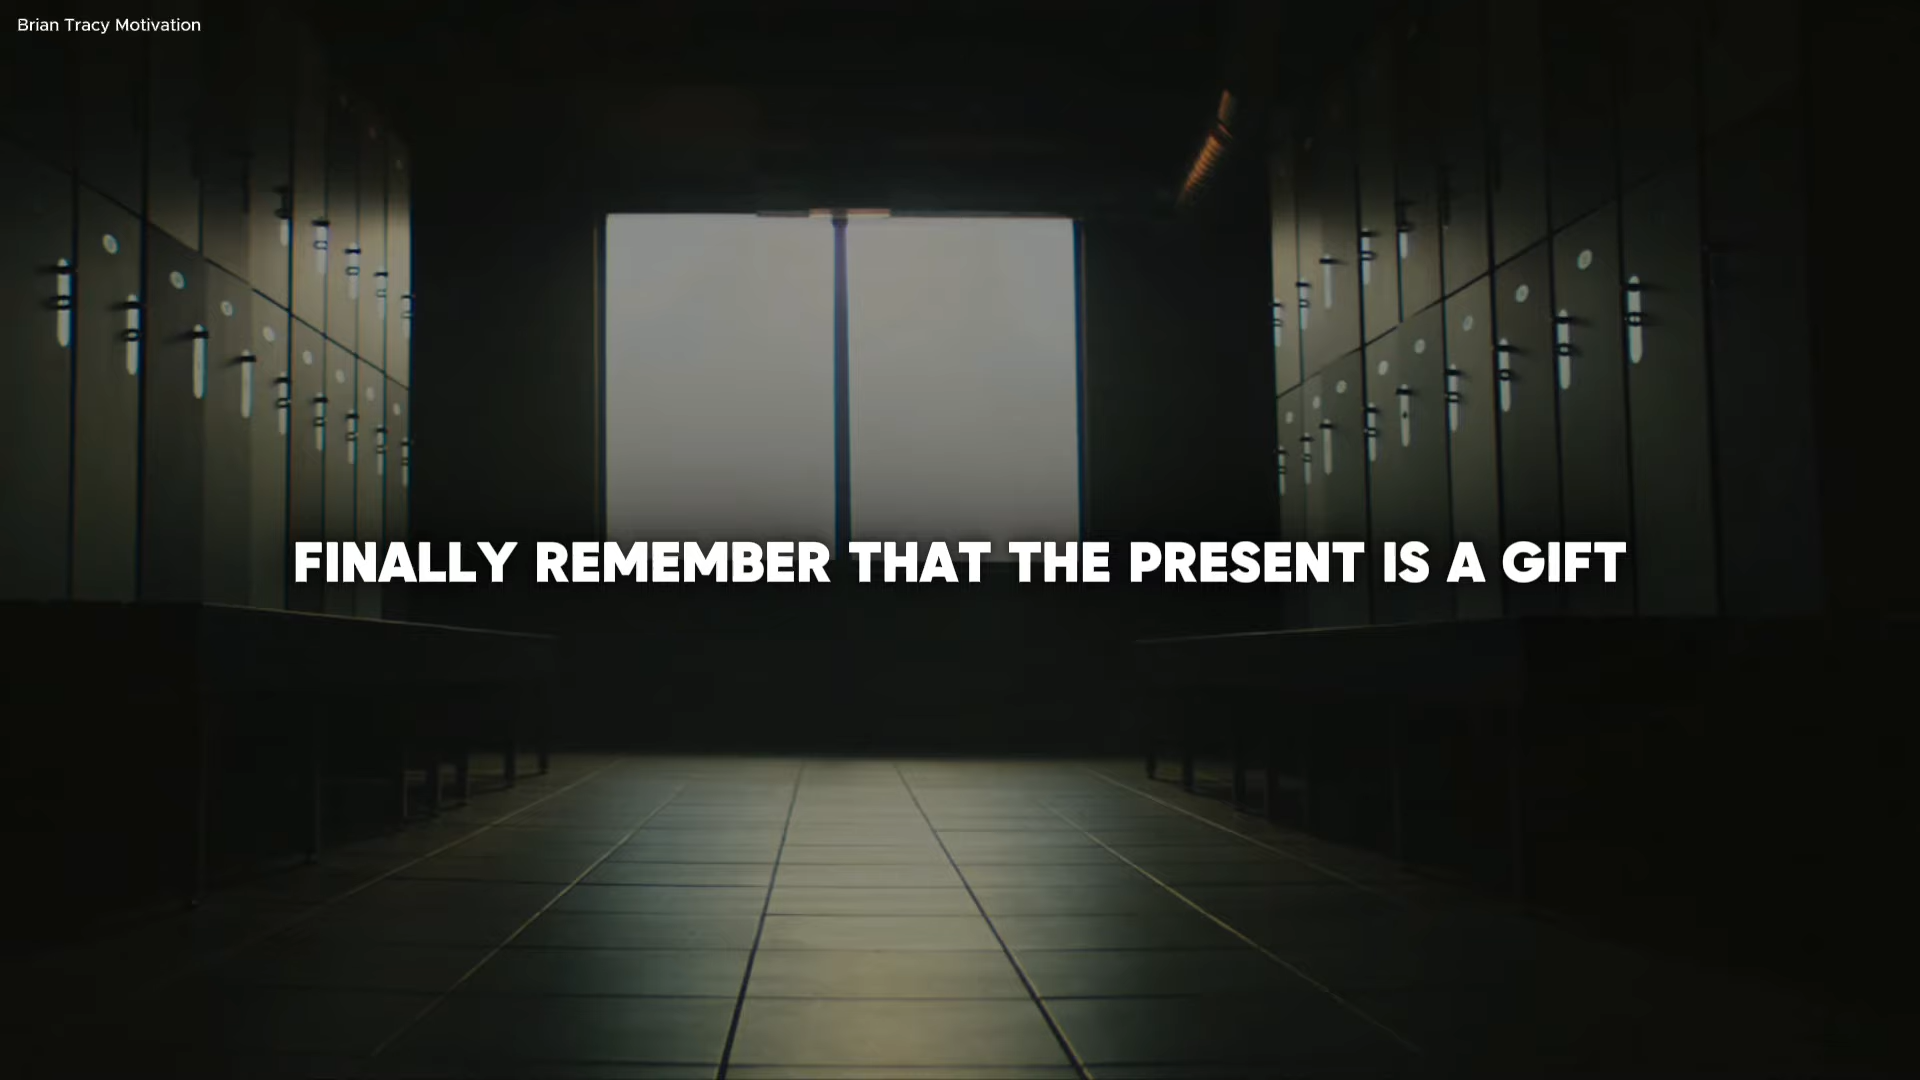 Brian Tracy Motivation
FINALLY REMEMBER THAT THE PRESENT IS A GIFT